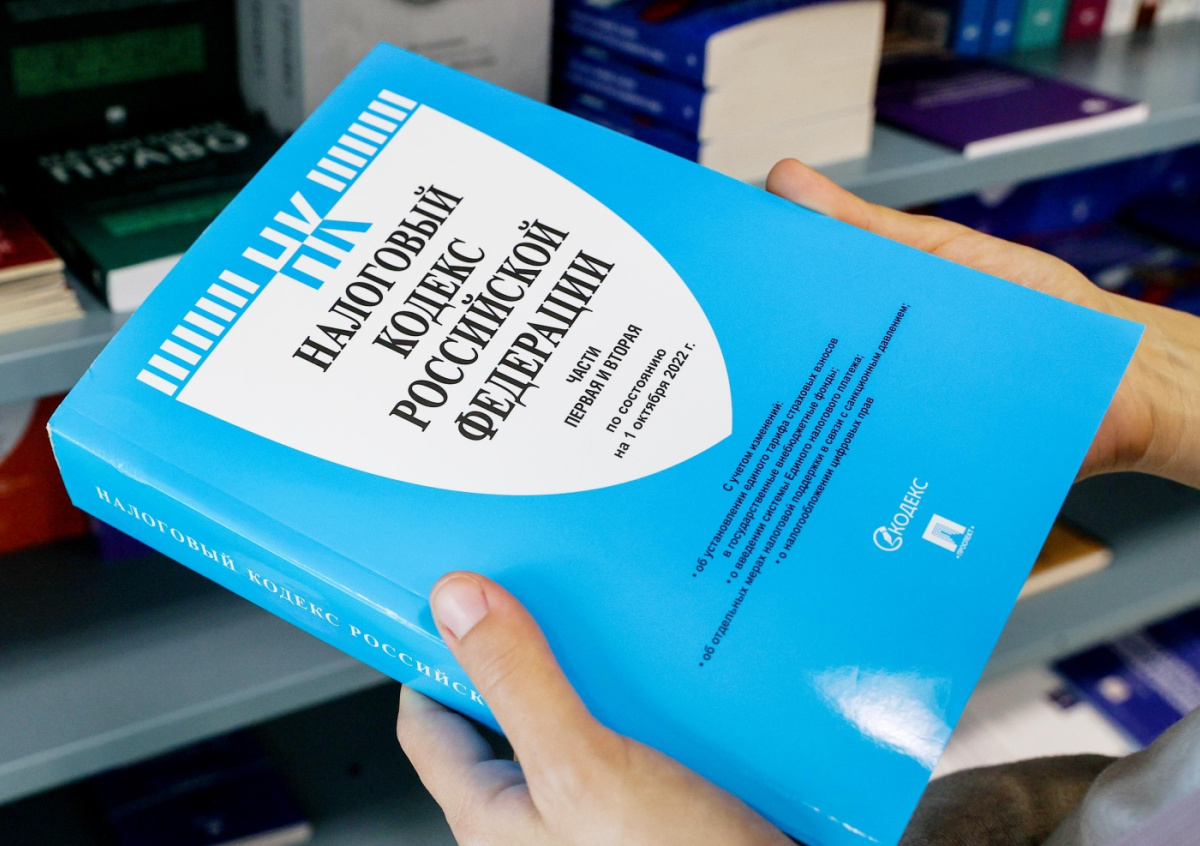 НАЛОГОВЫЙ
КОДЕКС
РОССИЙСКОЙ
ФЕДЕРАЦИИ
ЧАСТИ
ПЕРВАЯ И ВТОРАЯ
по состоянию
на 1 октября 2022 г.
С учетом изменений:
• об установлении единого тарифа страховых взносов
в государственные внебюджетные фонды;
• о введении системы Единого налогового платежа;
• об отдельных мерах налоговой поддержки в связи с санкционным давлением;
• о налогообложении цифровых прав
КОДЕКС
• ПРОСПЕКТ •
НАЛОГОВЫЙ КОДЕКС РОССИЙСК
ПРАВО